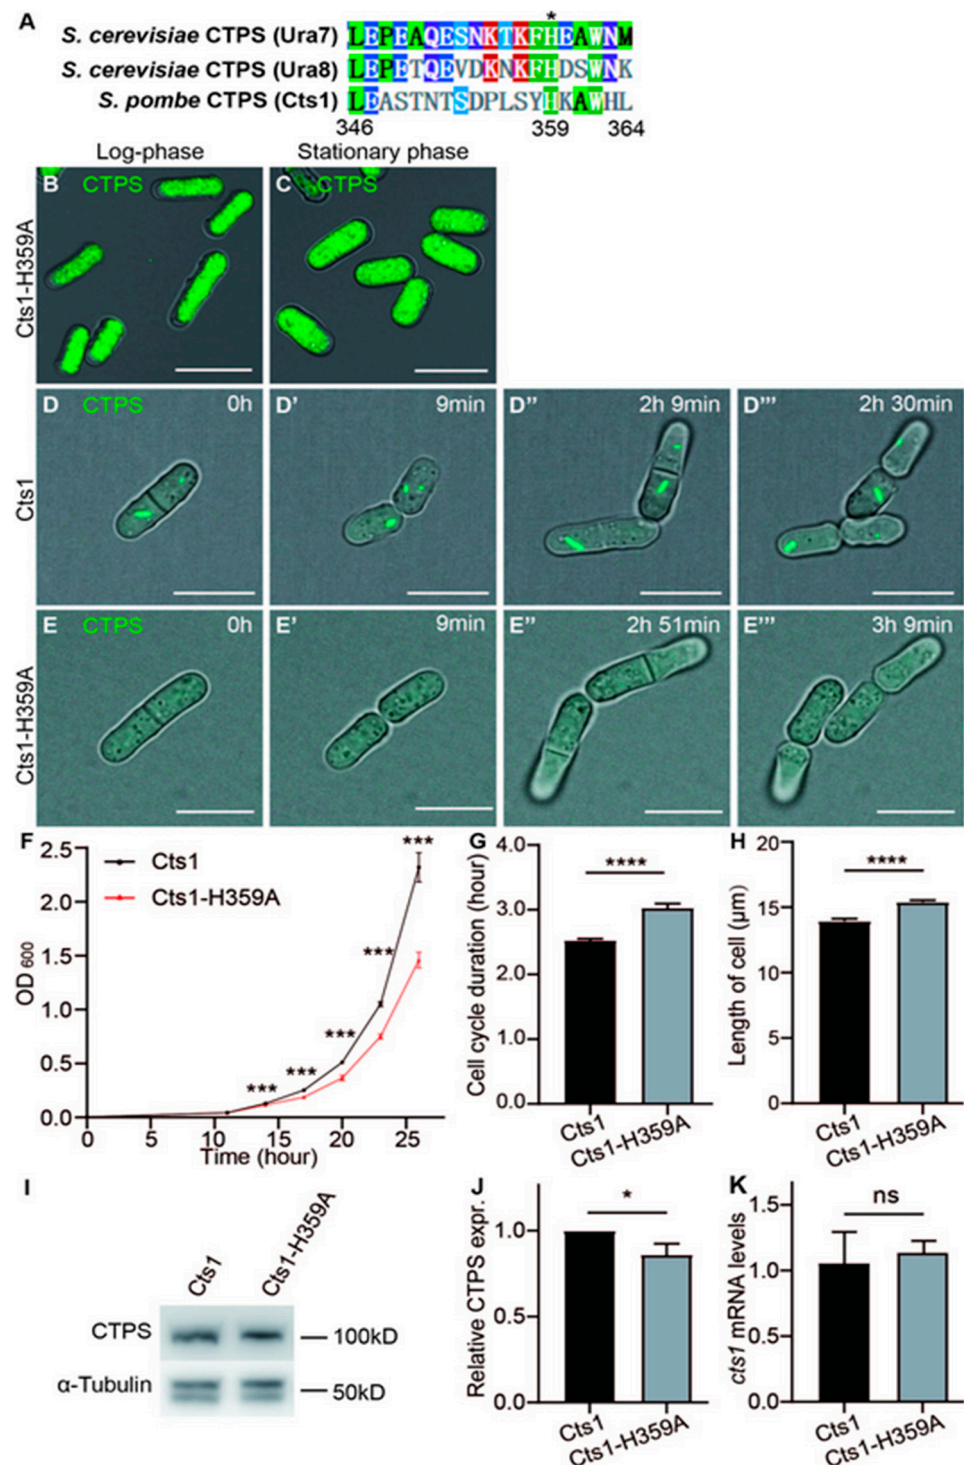 A
*
S. cerevisiae CTPS (Ura7) LEPEAQESNKTKFHEAWNM
S. cerevisiae CTPS (Ura8) LEPETQEVDKNKFHDSWNK
S. pombe CTPS (Cts1) LEASTNTSDPLSYHKAWHL
346 359 364
Log-phase Stationary phase
Cts1-H359A
B CTPS
C CTPS
Cts1
D CTPS 0h
D' 9min
D'' 2h 9min
D''' 2h 30min
Cts1-H359A
E CTPS 0h
E' 9min
E'' 2h 51min
E''' 3h 9min
F
OD 600
2.5
2.0
1.5
1.0
0.5
0.0
Cts1
Cts1-H359A
***
***
***
***
***
0 5 10 15 20 25
Time (hour)
G
Cell cycle duration (hour)
4.0
3.0
2.0
1.0
0.0
****
Cts1
Cts1-H359A
H
Length of cell (μm)
20
15
10
5
0
****
Cts1
Cts1-H359A
I
Cts1
Cts1-H359A
CTPS 100kD
α-Tubulin 50kD
J
Relative CTPS expr.
1.0
0.5
0.0
*
Cts1
Cts1-H359A
K
cts1 mRNA levels
1.5
1.0
0.5
0.0
ns
Cts1
Cts1-H359A